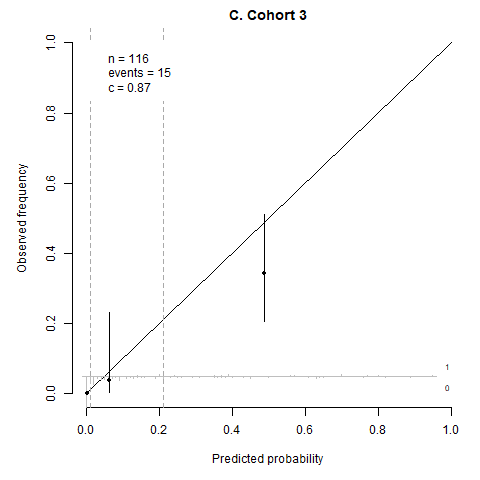 C. Cohort 3
n = 116
events = 15
c = 0.87
1.0
0.8
0.6
0.4
0.2
0.0
Observed frequency
1
0
0.0 0.2 0.4 0.6 0.8 1.0
Predicted probability